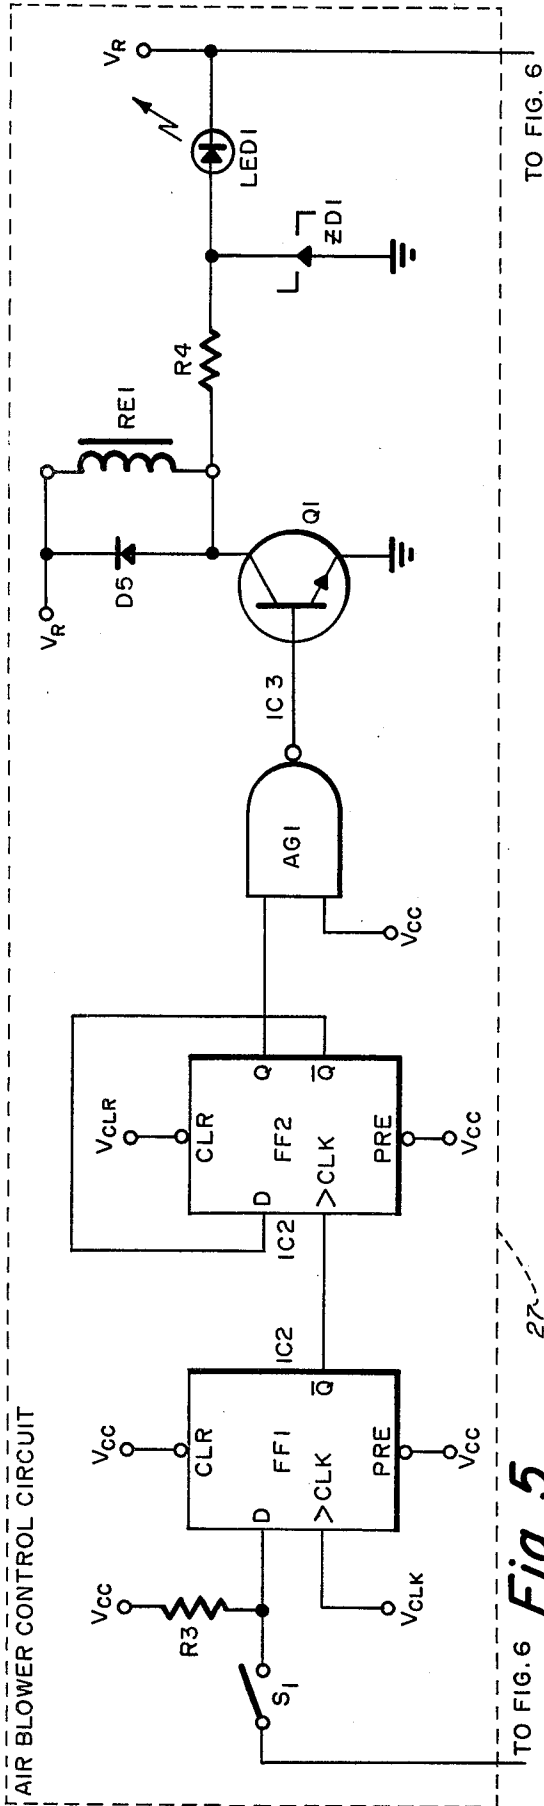 AIR BLOWER CONTROL CIRCUIT
VCC
R3
S1
TO FIG. 6
VCLK
VCC
CLR
D
FF1
>CLK
Q̅
PRE
VCC
IC2
IC2
VCLR
CLR
D
FF2
>CLK
Q
Q̅
PRE
VCC
AG1
VCC
IC3
Q1
VR
D5
RE1
R4
ZD1
LED1
VR
TO FIG. 6
27
Fig. 5